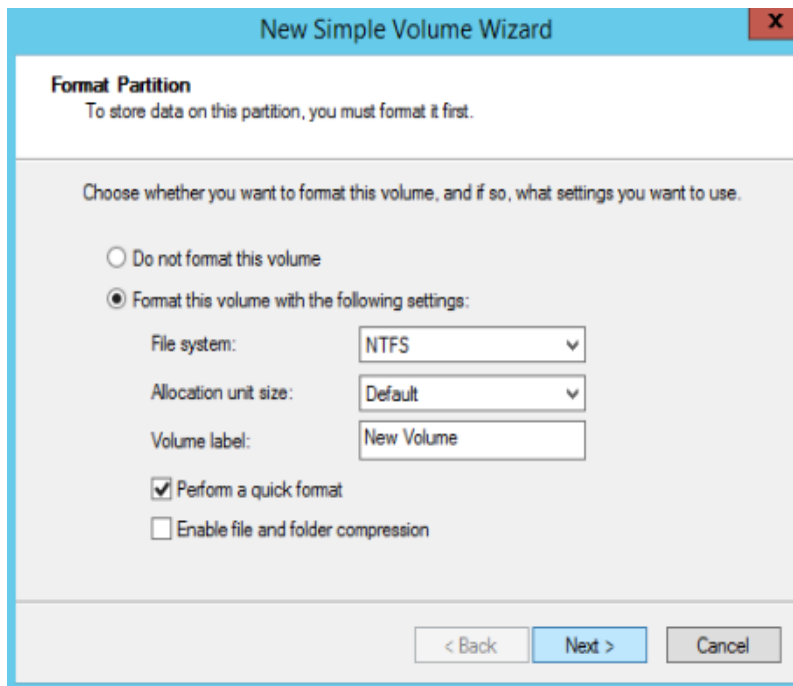 New Simple Volume Wizard
x
Format Partition
To store data on this partition, you must format it first.
Choose whether you want to format this volume, and if so, what settings you want to use.
Do not format this volume
Format this volume with the following settings:
File system: NTFS
Allocation unit size: Default
Volume label: New Volume
Perform a quick format
Enable file and folder compression
< Back Next > Cancel